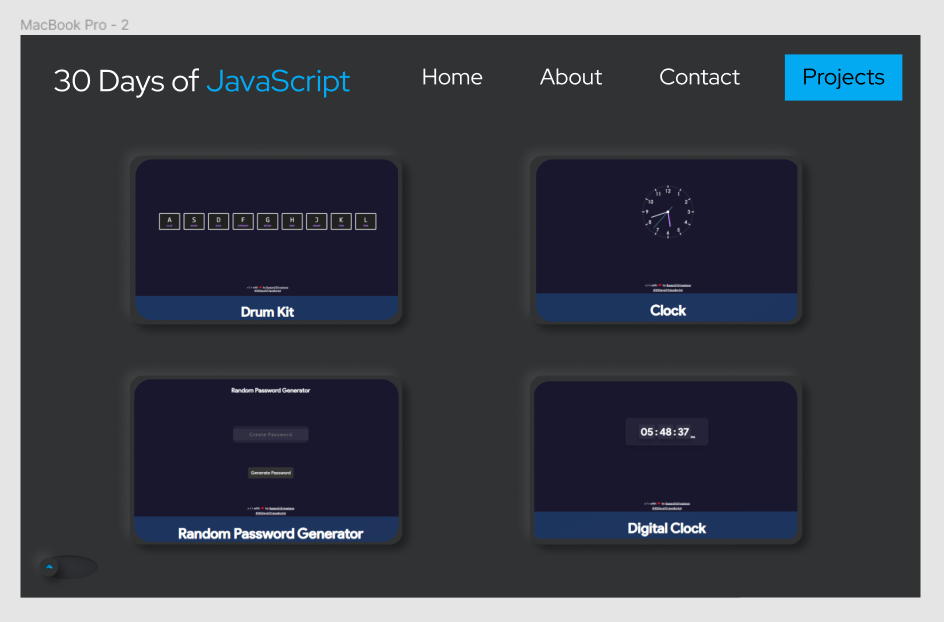 MacBook Pro - 2
30 Days of JavaScript
Home About Contact Projects
A S D F G H J K L
Drum Kit
12
11 1
10 2
9 3
8 4
7 5
6
Clock
Random Password Generator
Create Password
Generate Password
Random Password Generator
05 : 48 : 37
Digital Clock